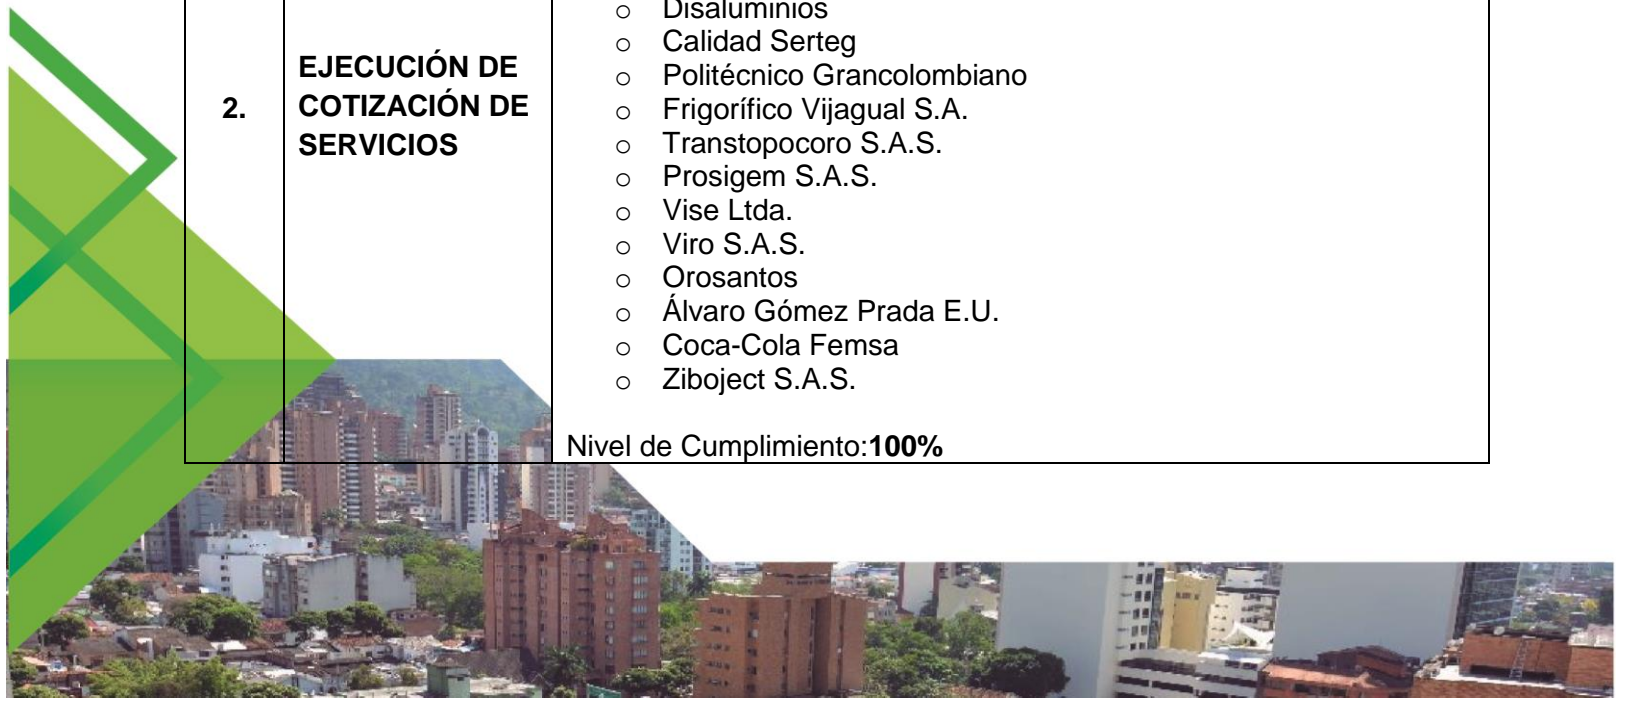 2.
EJECUCIÓN DE
COTIZACIÓN DE
SERVICIOS
o Disaluminios
o Calidad Serteg
o Politécnico Grancolombiano
o Frigorífico Vijagual S.A.
o Transtopocoro S.A.S.
o Prosigem S.A.S.
o Vise Ltda.
o Viro S.A.S.
o Orosantos
o Álvaro Gómez Prada E.U.
o Coca-Cola Femsa
o Ziboject S.A.S.
Nivel de Cumplimiento:100%